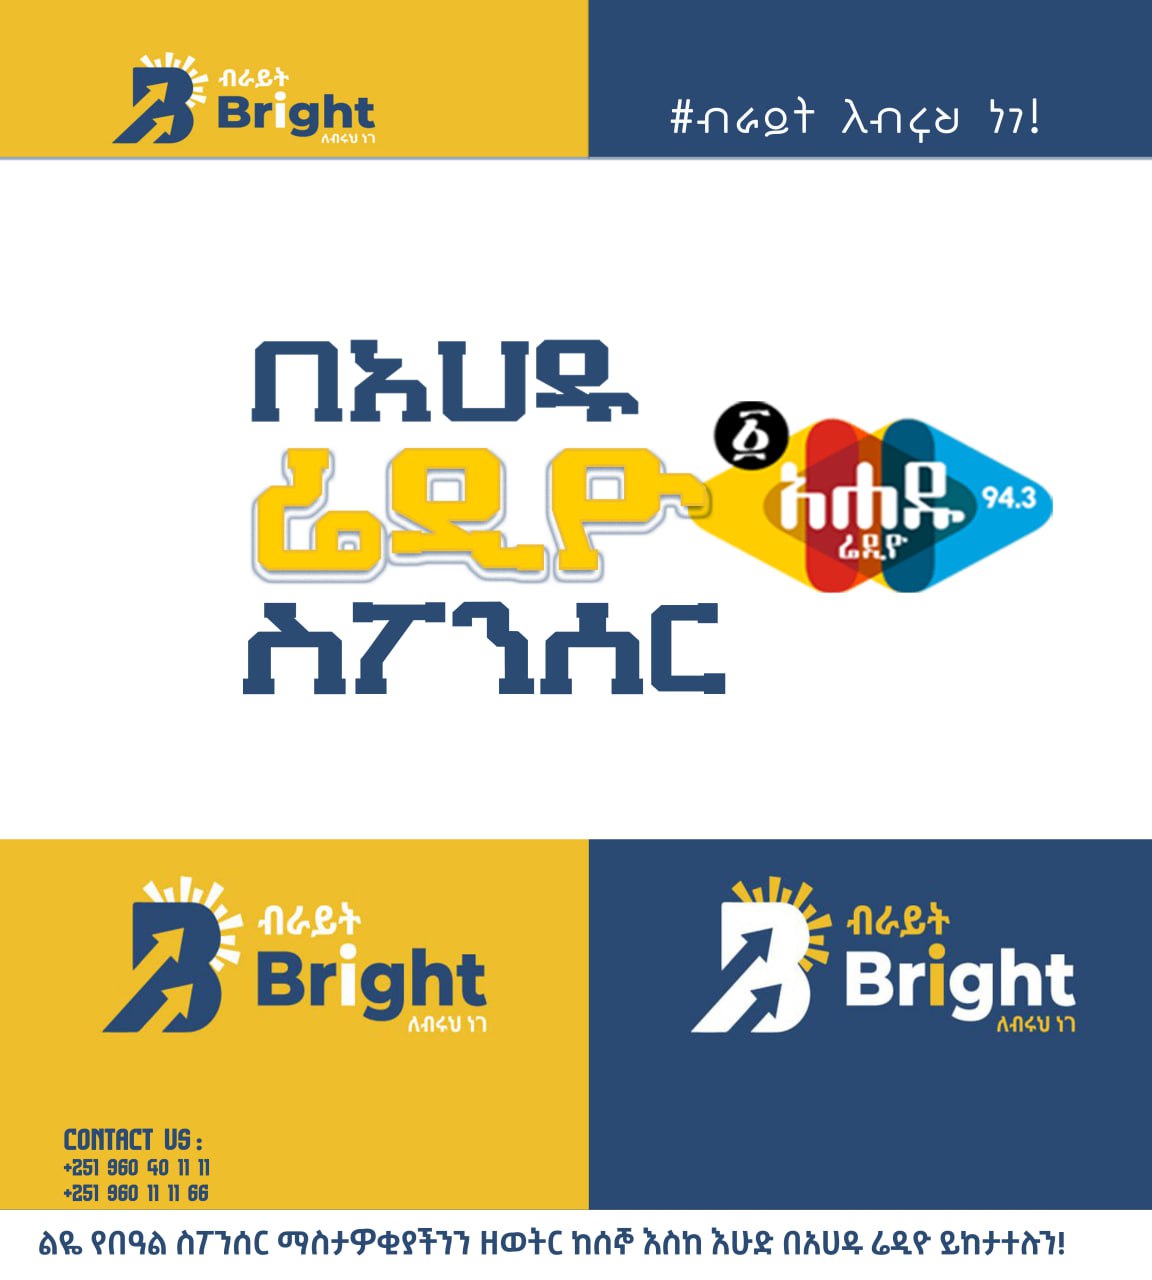 ብራይት
Bright
ለብሩህ ነገ
#ብራይት ለብሩህ ነገ!
በአሀዱ
ሬዲዮ
ስፖንሰር
፩
አሐዱ
ሬዲዮ
94.3
ብራይት
Bright
ለብሩህ ነገ
ብራይት
Bright
ለብሩህ ነገ
CONTACT US :
+251 960 40 11 11
+251 960 11 11 66
ልዬ የበዓል ስፖንሰር ማስታዎቂያችንን ዘወትር ከሰኞ እስከ እሁድ በአሀዱ ሬዲዮ ይከታተሉን!